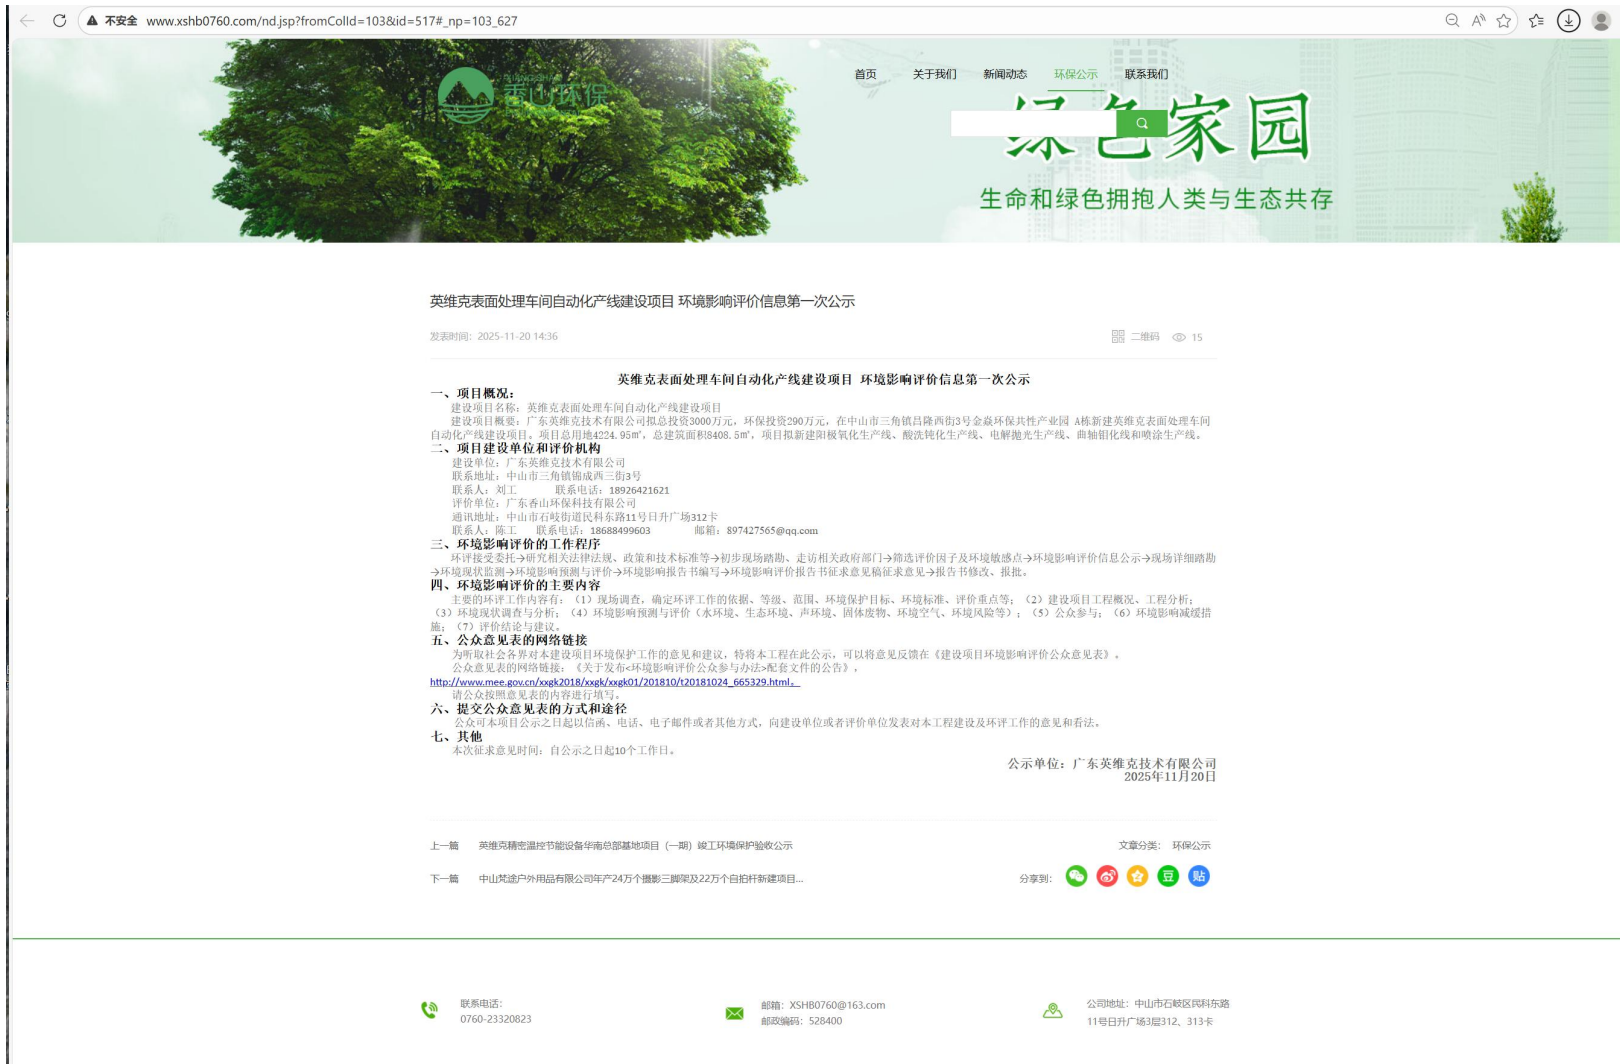 不安全 www.xshb0760.com/nd.jsp?fromColId=103&id=517#_np=103_627
首页 关于我们 新闻动态 环保公示 联系我们
XIANGSHAN
香山环保
绿色家园
生命和绿色拥抱人类与生态共存
英维克表面处理车间自动化产线建设项目 环境影响评价信息第一次公示
发表时间：2025-11-20 14:36
二维码 15
英维克表面处理车间自动化产线建设项目 环境影响评价信息第一次公示
一、项目概况：
建设项目名称：英维克表面处理车间自动化产线建设项目
建设项目概要：广东英维克技术有限公司拟总投资3000万元，环保投资290万元，在中山市三角镇昌隆西街3号金焱环保共性产业园 A栋新建英维克表面处理车间
自动化产线建设项目。项目总用地4224.95㎡，总建筑面积8408.5㎡，项目拟新建阳极氧化生产线、酸洗钝化生产线、电解抛光生产线、曲轴钼化线和喷涂生产线。
二、项目建设单位和评价机构
建设单位：广东英维克技术有限公司
联系地址：中山市三角镇锦成西三街3号
联系人：刘工 联系电话：18926421621
评价单位：广东香山环保科技有限公司
通讯地址：中山市石岐街道民科东路11号日升广场312卡
联系人：陈工 联系电话：18688499603 邮箱：897427565@qq.com
三、环境影响评价的工作程序
环评接受委托→研究相关法律法规、政策和技术标准等→初步现场踏勘、走访相关政府部门→筛选评价因子及环境敏感点→环境影响评价信息公示→现场详细踏勘
→环境现状监测→环境影响预测与评价→环境影响报告书编写→环境影响评价报告书征求意见稿征求意见→报告书修改、报批。
四、环境影响评价的主要内容
主要的环评工作内容有：（1）现场调查，确定环评工作的依据、等级、范围、环境保护目标、环境标准、评价重点等；（2）建设项目工程概况、工程分析；
（3）环境现状调查与分析；（4）环境影响预测与评价（水环境、生态环境、声环境、固体废物、环境空气、环境风险等）；（5）公众参与；（6）环境影响减缓措
施；（7）评价结论与建议。
五、公众意见表的网络链接
为听取社会各界对本建设项目环境保护工作的意见和建议，特将本工程在此公示，可以将意见反馈在《建设项目环境影响评价公众意见表》，
公众意见表的网络链接：《关于发布<环境影响评价公众参与办法>配套文件的公告》，
http://www.mee.gov.cn/xxgk2018/xxgk/xxgk01/201810/t20181024_665329.html。
请公众按照意见表的内容进行填写。
六、提交公众意见表的方式和途径
公众可本项目公示之日起以信函、电话、电子邮件或者其他方式，向建设单位或者评价单位发表对本工程建设及环评工作的意见和看法。
七、其他
本次征求意见时间：自公示之日起10个工作日。
公示单位：广东英维克技术有限公司
2025年11月20日
上一篇 英维克精密温控节能设备华南总部基地项目（一期）竣工环境保护验收公示
文章分类： 环保公示
下一篇 中山梵途户外用品有限公司年产24万个摄影三脚架及22万个自拍杆新建项目...
分享到： 豆 贴
联系电话：
0760-23320823
邮箱：XSHB0760@163.com
邮政编码：528400
公司地址：中山市石岐区民科东路
11号日升广场3层312、313卡